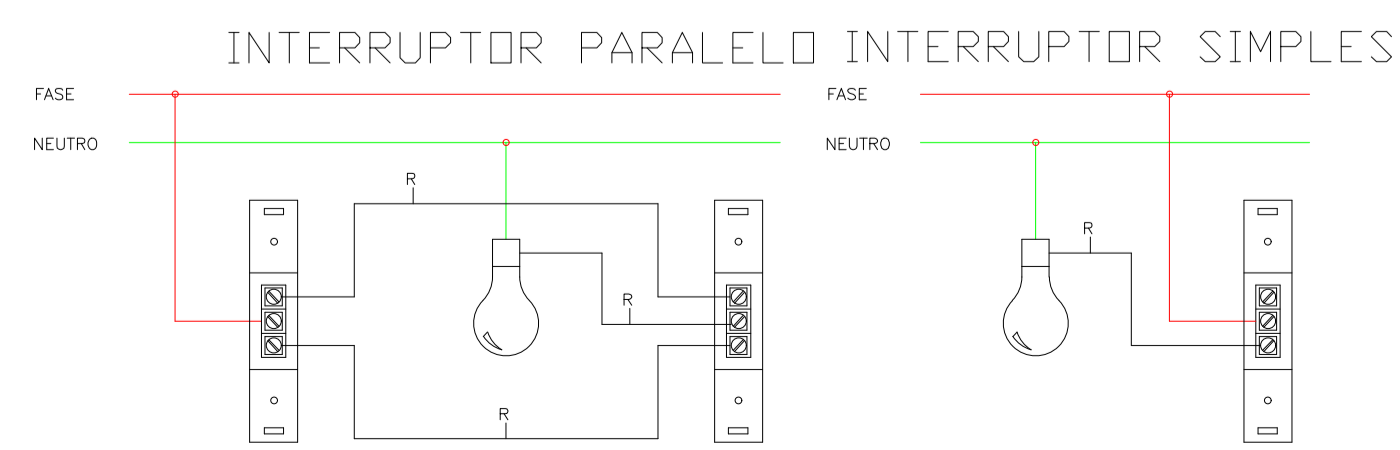 INTERRUPTOR PARALELO
INTERRUPTOR SIMPLES
FASE
NEUTRO
R
R
R
FASE
NEUTRO
R